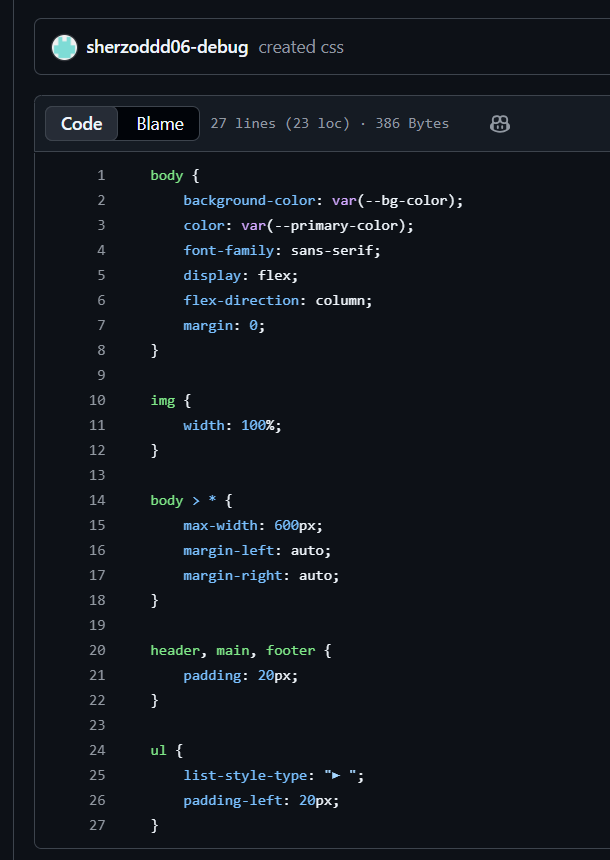 sherzoddd06-debug created css
Code Blame 27 lines (23 loc) · 386 Bytes
1 body {
2     background-color: var(--bg-color);
3     color: var(--primary-color);
4     font-family: sans-serif;
5     display: flex;
6     flex-direction: column;
7     margin: 0;
8 }
9
10 img {
11     width: 100%;
12 }
13
14 body > * {
15     max-width: 600px;
16     margin-left: auto;
17     margin-right: auto;
18 }
19
20 header, main, footer {
21     padding: 20px;
22 }
23
24 ul {
25     list-style-type: "► ";
26     padding-left: 20px;
27 }